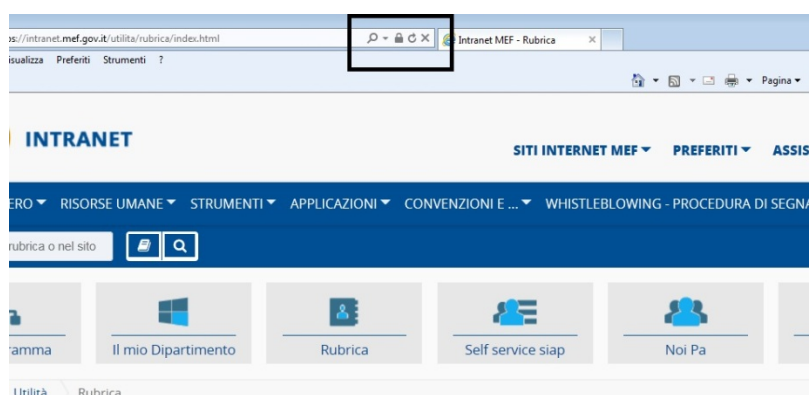 ps://intranet.mef.gov.it/utilita/rubrica/index.html Intranet MEF - Rubrica
isualizza Preferiti Strumenti ?
Pagina
INTRANET
SITI INTERNET MEF PREFERITI ASSIS
ERO RISORSE UMANE STRUMENTI APPLICAZIONI CONVENZIONI E ... WHISTLEBLOWING - PROCEDURA DI SEGNA
rubrica o nel sito
ramma Il mio Dipartimento Rubrica Self service siap Noi Pa
Utilità Rubrica